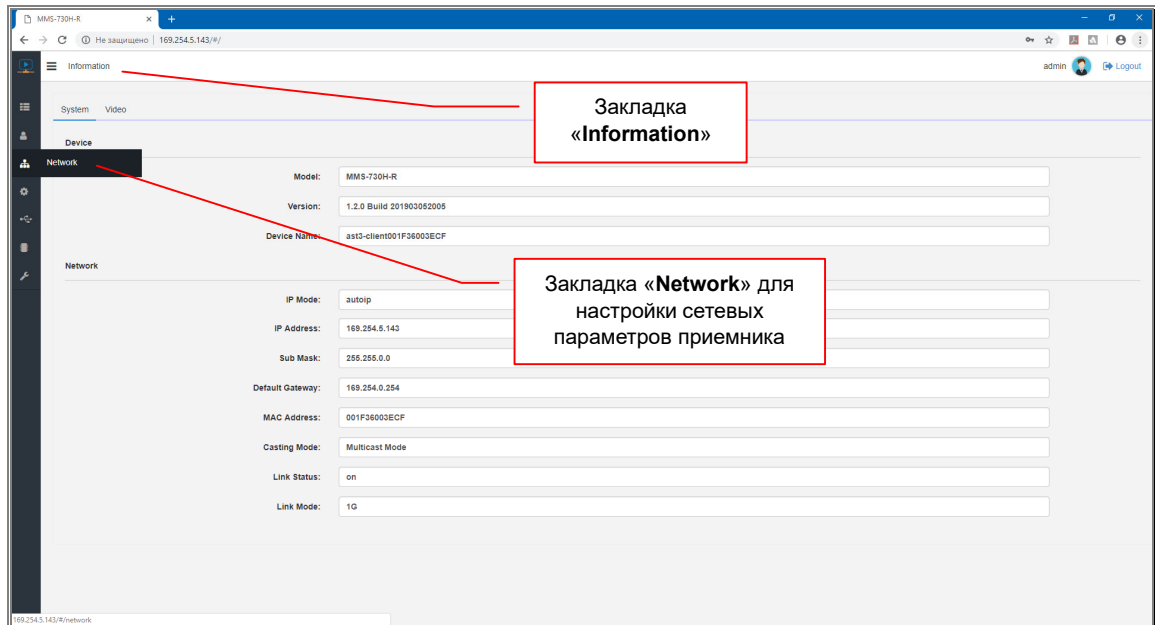 MMS-730H-R
Не защищено | 169.254.5.143/#/
Information
admin
Logout
System Video
Закладка
«Information»
Device
Network
Model: MMS-730H-R
Version: 1.2.0 Build 201903052005
Device Name: ast3-client001F36003ECF
Network
Закладка «Network» для
настройки сетевых
параметров приемника
IP Mode: autoip
IP Address: 169.254.5.143
Sub Mask: 255.255.0.0
Default Gateway: 169.254.0.254
MAC Address: 001F36003ECF
Casting Mode: Multicast Mode
Link Status: on
Link Mode: 1G
169.254.5.143/#/network